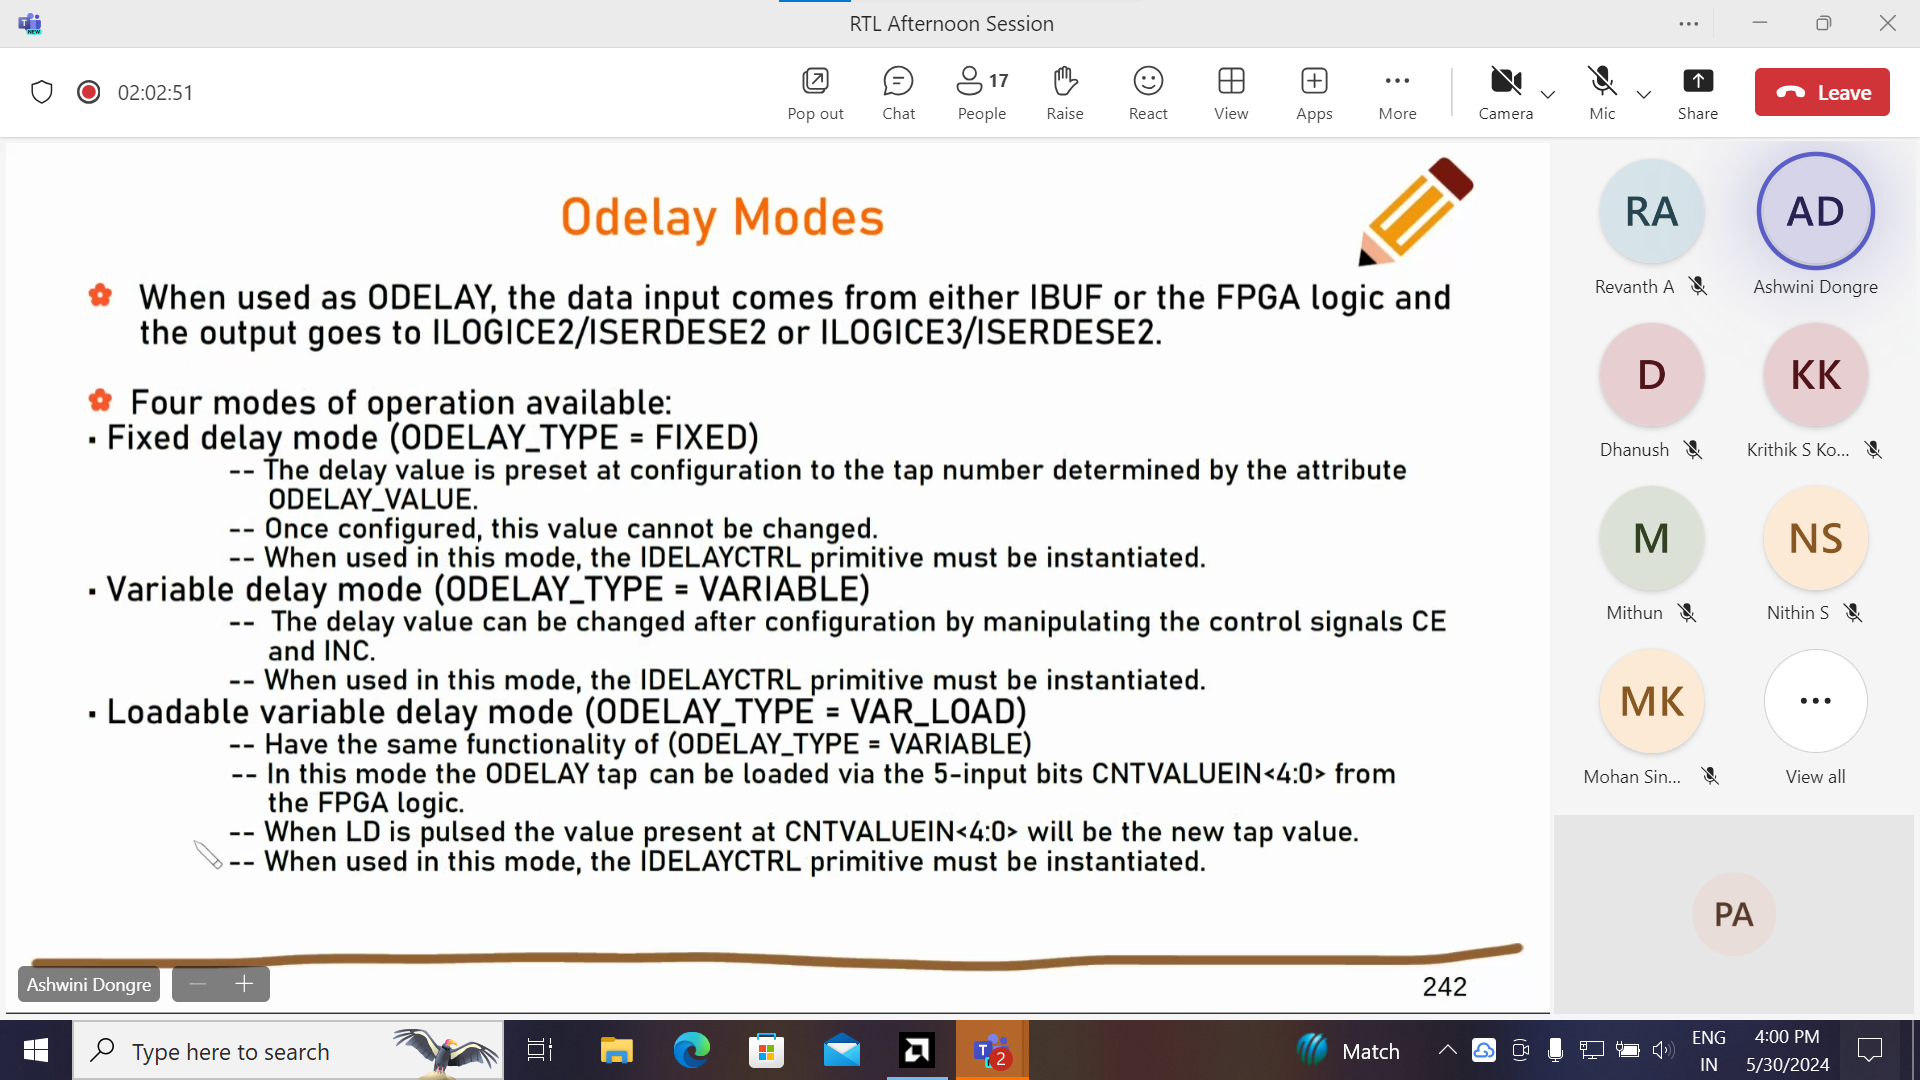 RTL Afternoon Session
NEW
02:02:51
Pop out
Chat
17
People
Raise
React
View
Apps
More
Camera
Mic
Share
Leave
Odelay Modes
When used as ODELAY, the data input comes from either IBUF or the FPGA logic and
the output goes to ILOGICE2/ISERDESE2 or ILOGICE3/ISERDESE2.
Four modes of operation available:
▪ Fixed delay mode (ODELAY_TYPE = FIXED)
-- The delay value is preset at configuration to the tap number determined by the attribute
ODELAY_VALUE.
-- Once configured, this value cannot be changed.
-- When used in this mode, the IDELAYCTRL primitive must be instantiated.
▪ Variable delay mode (ODELAY_TYPE = VARIABLE)
-- The delay value can be changed after configuration by manipulating the control signals CE
and INC.
-- When used in this mode, the IDELAYCTRL primitive must be instantiated.
▪ Loadable variable delay mode (ODELAY_TYPE = VAR_LOAD)
-- Have the same functionality of (ODELAY_TYPE = VARIABLE)
-- In this mode the ODELAY tap can be loaded via the 5-input bits CNTVALUEIN<4:0> from
the FPGA logic.
-- When LD is pulsed the value present at CNTVALUEIN<4:0> will be the new tap value.
-- When used in this mode, the IDELAYCTRL primitive must be instantiated.
242
Ashwini Dongre
RA
Revanth A
AD
Ashwini Dongre
D
Dhanush
KK
Krithik S Ko...
M
Mithun
NS
Nithin S
MK
Mohan Sin...
View all
PA
Type here to search
T
2
Match
ENG
IN
4:00 PM
5/30/2024